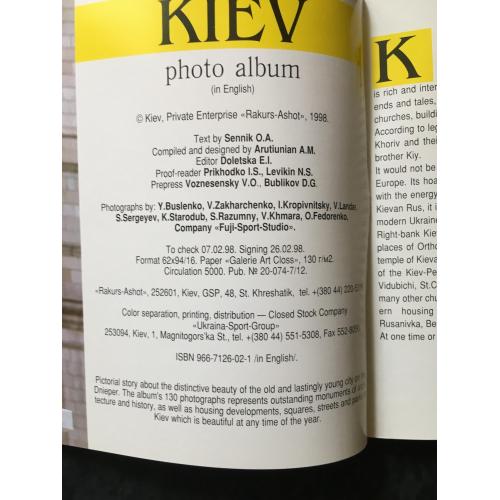 KIEV
photo album
(in English)
© Kiev, Private Enterprise «Rakurs-Ashot», 1998.
Text by Sennik O.A.
Compiled and designed by Arutiunian A.M.
Editor Doletska E.I.
Proof-reader Prikhodko I.S., Levikin N.S.
Prepress Voznesensky V.O., Bublikov D.G.
Photographs by: Y.Buslenko, V.Zakharchenko, I.Kropivnitsky, V.Landar,
S.Sergeyev, K.Starodub, S.Razumny, V.Khmara, O.Fedorenko,
Company «Fuji-Sport-Studio».
To check 07.02.98. Signing 26.02.98.
Format 62x94/16. Paper «Galerie Art Closs», 130 г/м2.
Circulation 5000. Pub. № 20-074-7/12.
«Rakurs-Ashot», 252601, Kiev, GSP, 48, St. Khreshatik, tel. +(380 44)
Color separation, printing, distribution — Closed Stock Company
«Ukraina-Sport-Group»
253094, Kiev, 1, Magnitogors'ka St., tel. +(380 44) 551-5308, Fax
ISBN 966-7126-02-1 /in English/.
Pictorial story about the distinctive beauty of the old and lastingly young city on the
Dnieper. The album's 130 photographs represents outstanding monuments of
tecture and history, as well as housing developments, squares, streets and
Kiev which is beautiful at any time of the year.
K
is rich and inter
ends and tales,
churches, buildi
According to leg
Khoriv and their
brother Kiy.
It would not be
Europe. Its hoa
with the energy
Kievan Rus, it i
modern Ukraine
Right-bank Kie
places of Ortho
temple of Kieva
of the Kiev-Pe
Vidubichi, St.C
many other chur
ern housing
Rusanivka, Be
At one time or